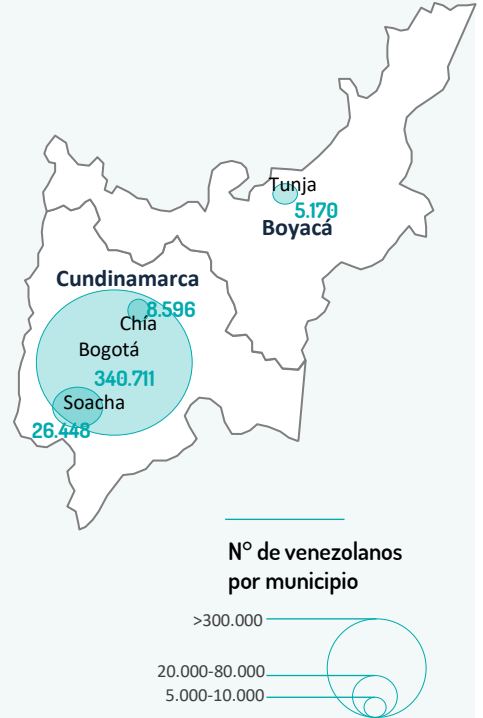 Tunja
5.170
Boyacá
Cundinamarca
8.596
Chía
Bogotá
340.711
Soacha
26.448
N° de venezolanos
por municipio
>300.000
20.000-80.000
5.000-10.000